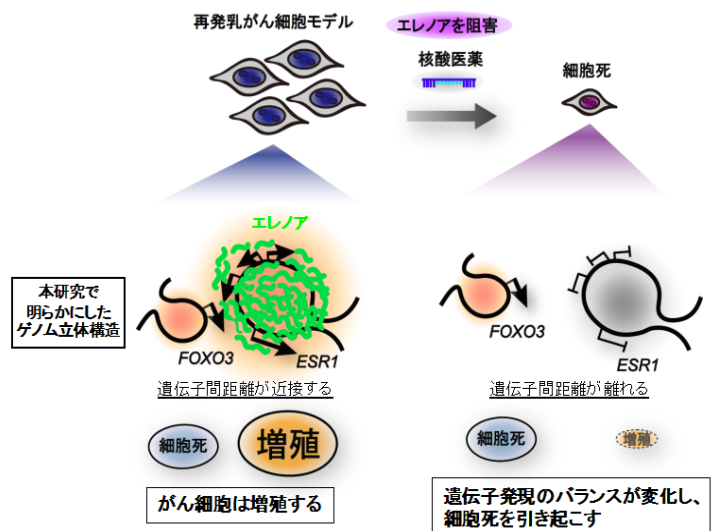 再発乳がん細胞モデル
エレノアを阻害
核酸医薬
細胞死
エレノア
本研究で
明らかにした
ゲノム立体構造
FOXO3
ESR1
遺伝子間距離が近接する
FOXO3
ESR1
遺伝子間距離が離れる
細胞死
増殖
がん細胞は増殖する
細胞死
増殖
遺伝子発現のバランスが変化し、
細胞死を引き起こす